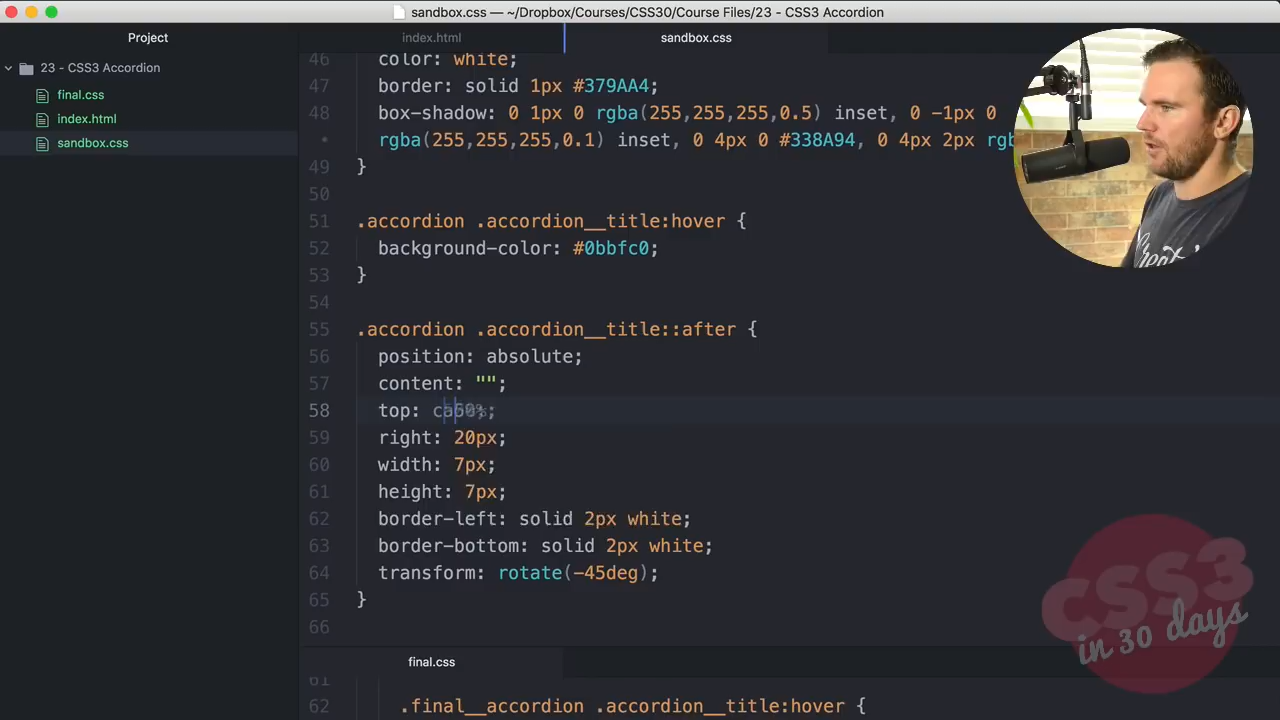 sandbox.css — ~/Dropbox/Courses/CSS30/Course Files/23 - CSS3 Accordion
Project
index.html
sandbox.css
23 - CSS3 Accordion
final.css
index.html
sandbox.css
46 color: white;
47 border: solid 1px #379AA4;
48 box-shadow: 0 1px 0 rgba(255,255,255,0.5) inset, 0 -1px 0
• rgba(255,255,255,0.1) inset, 0 4px 0 #338A94, 0 4px 2px rg
49 }
50
51 .accordion .accordion__title:hover {
52 background-color: #0bbfc0;
53 }
54
55 .accordion .accordion__title::after {
56 position: absolute;
57 content: "";
58 top:
59 right: 20px;
60 width: 7px;
61 height: 7px;
62 border-left: solid 2px white;
63 border-bottom: solid 2px white;
64 transform: rotate(-45deg);
65 }
66
final.css
61
62 .final__accordion .accordion__title:hover {
CSS3
in 30 days